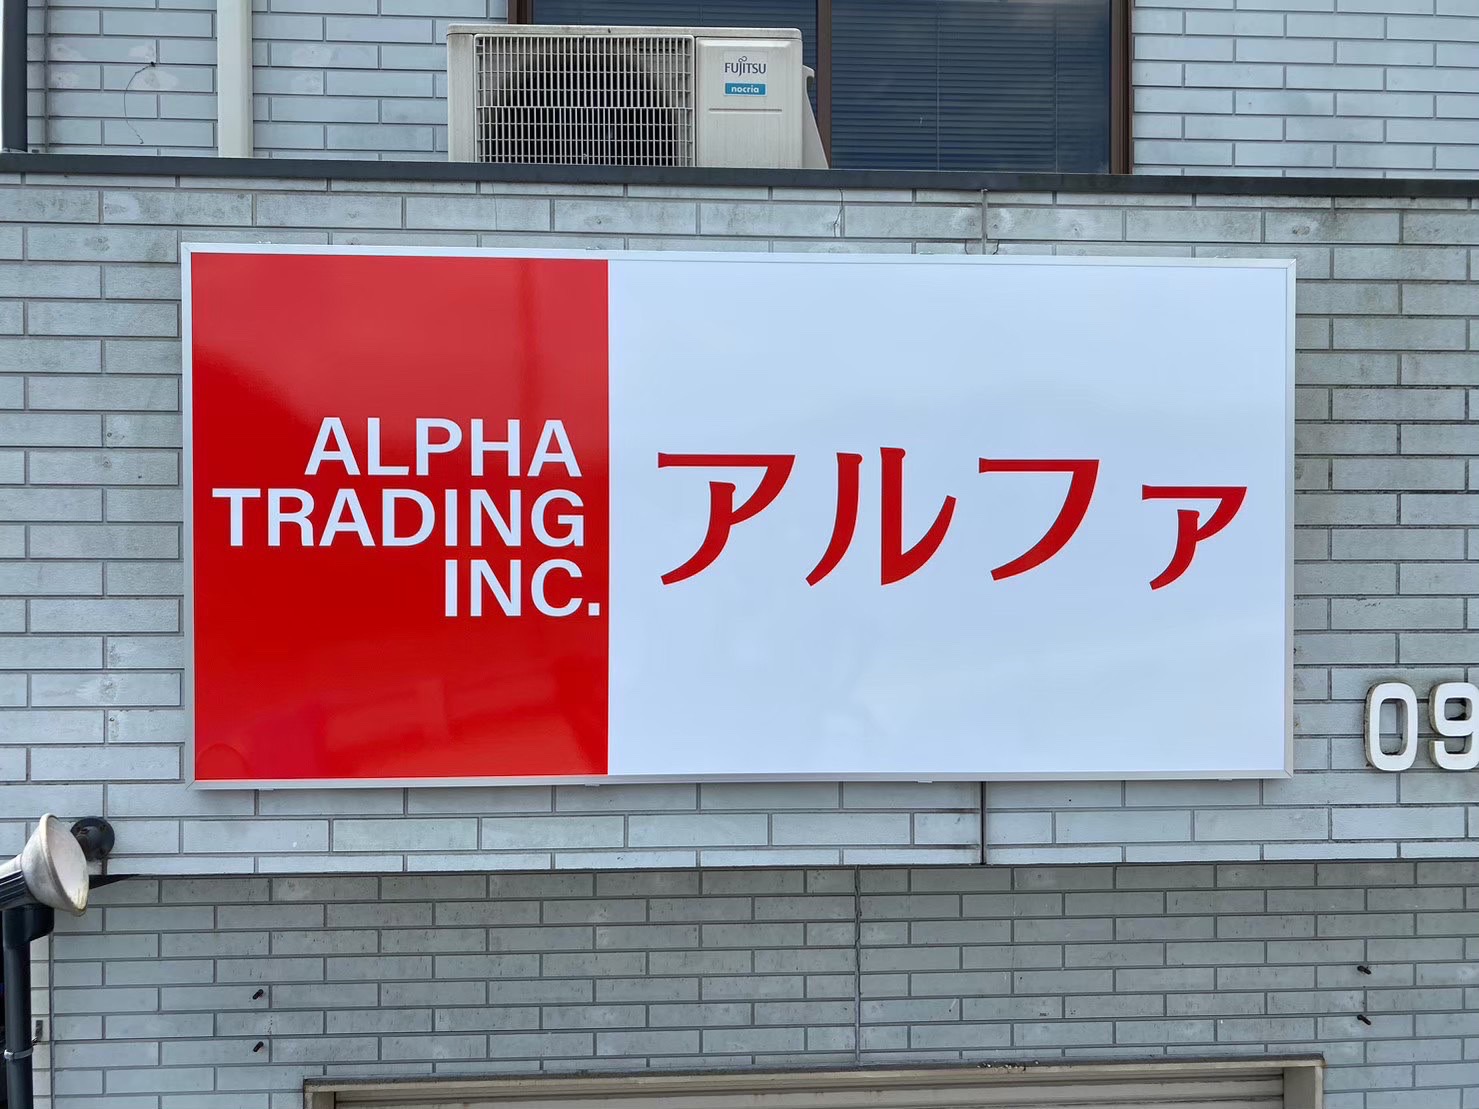 FUJITSU
nocria
ALPHA
TRADING
INC.
アルファ
09